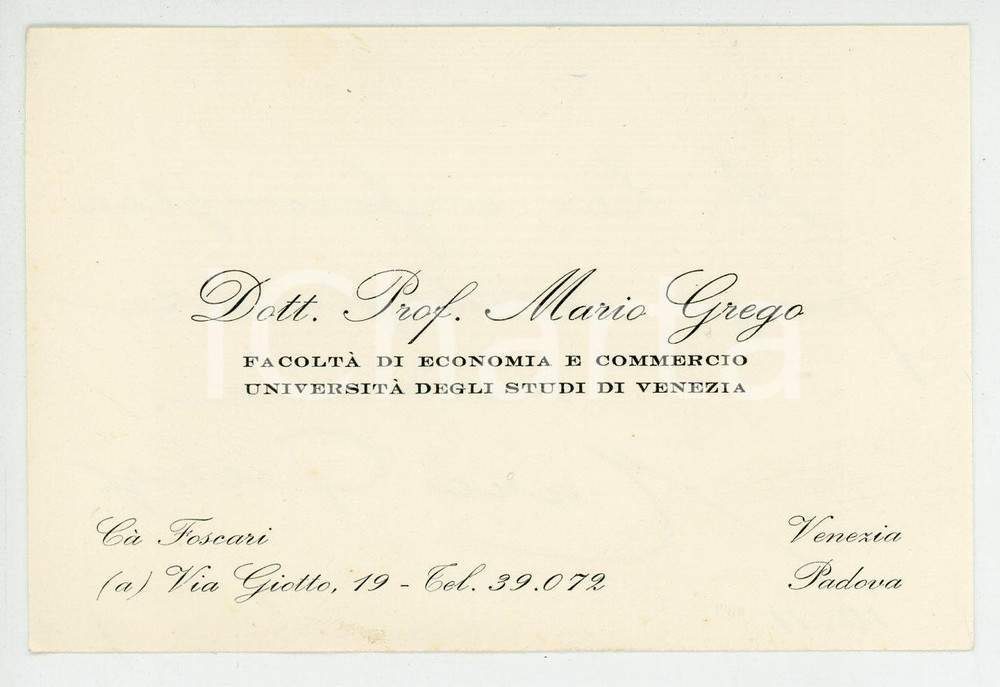 Dott. Prof. Mario Grego
FACOLTÀ DI ECONOMIA E COMMERCIO
UNIVERSITÀ DEGLI STUDI DI VENEZIA
Cà Foscari Venezia
(a) Via Giotto, 19 - Tel. 39.072 Padova